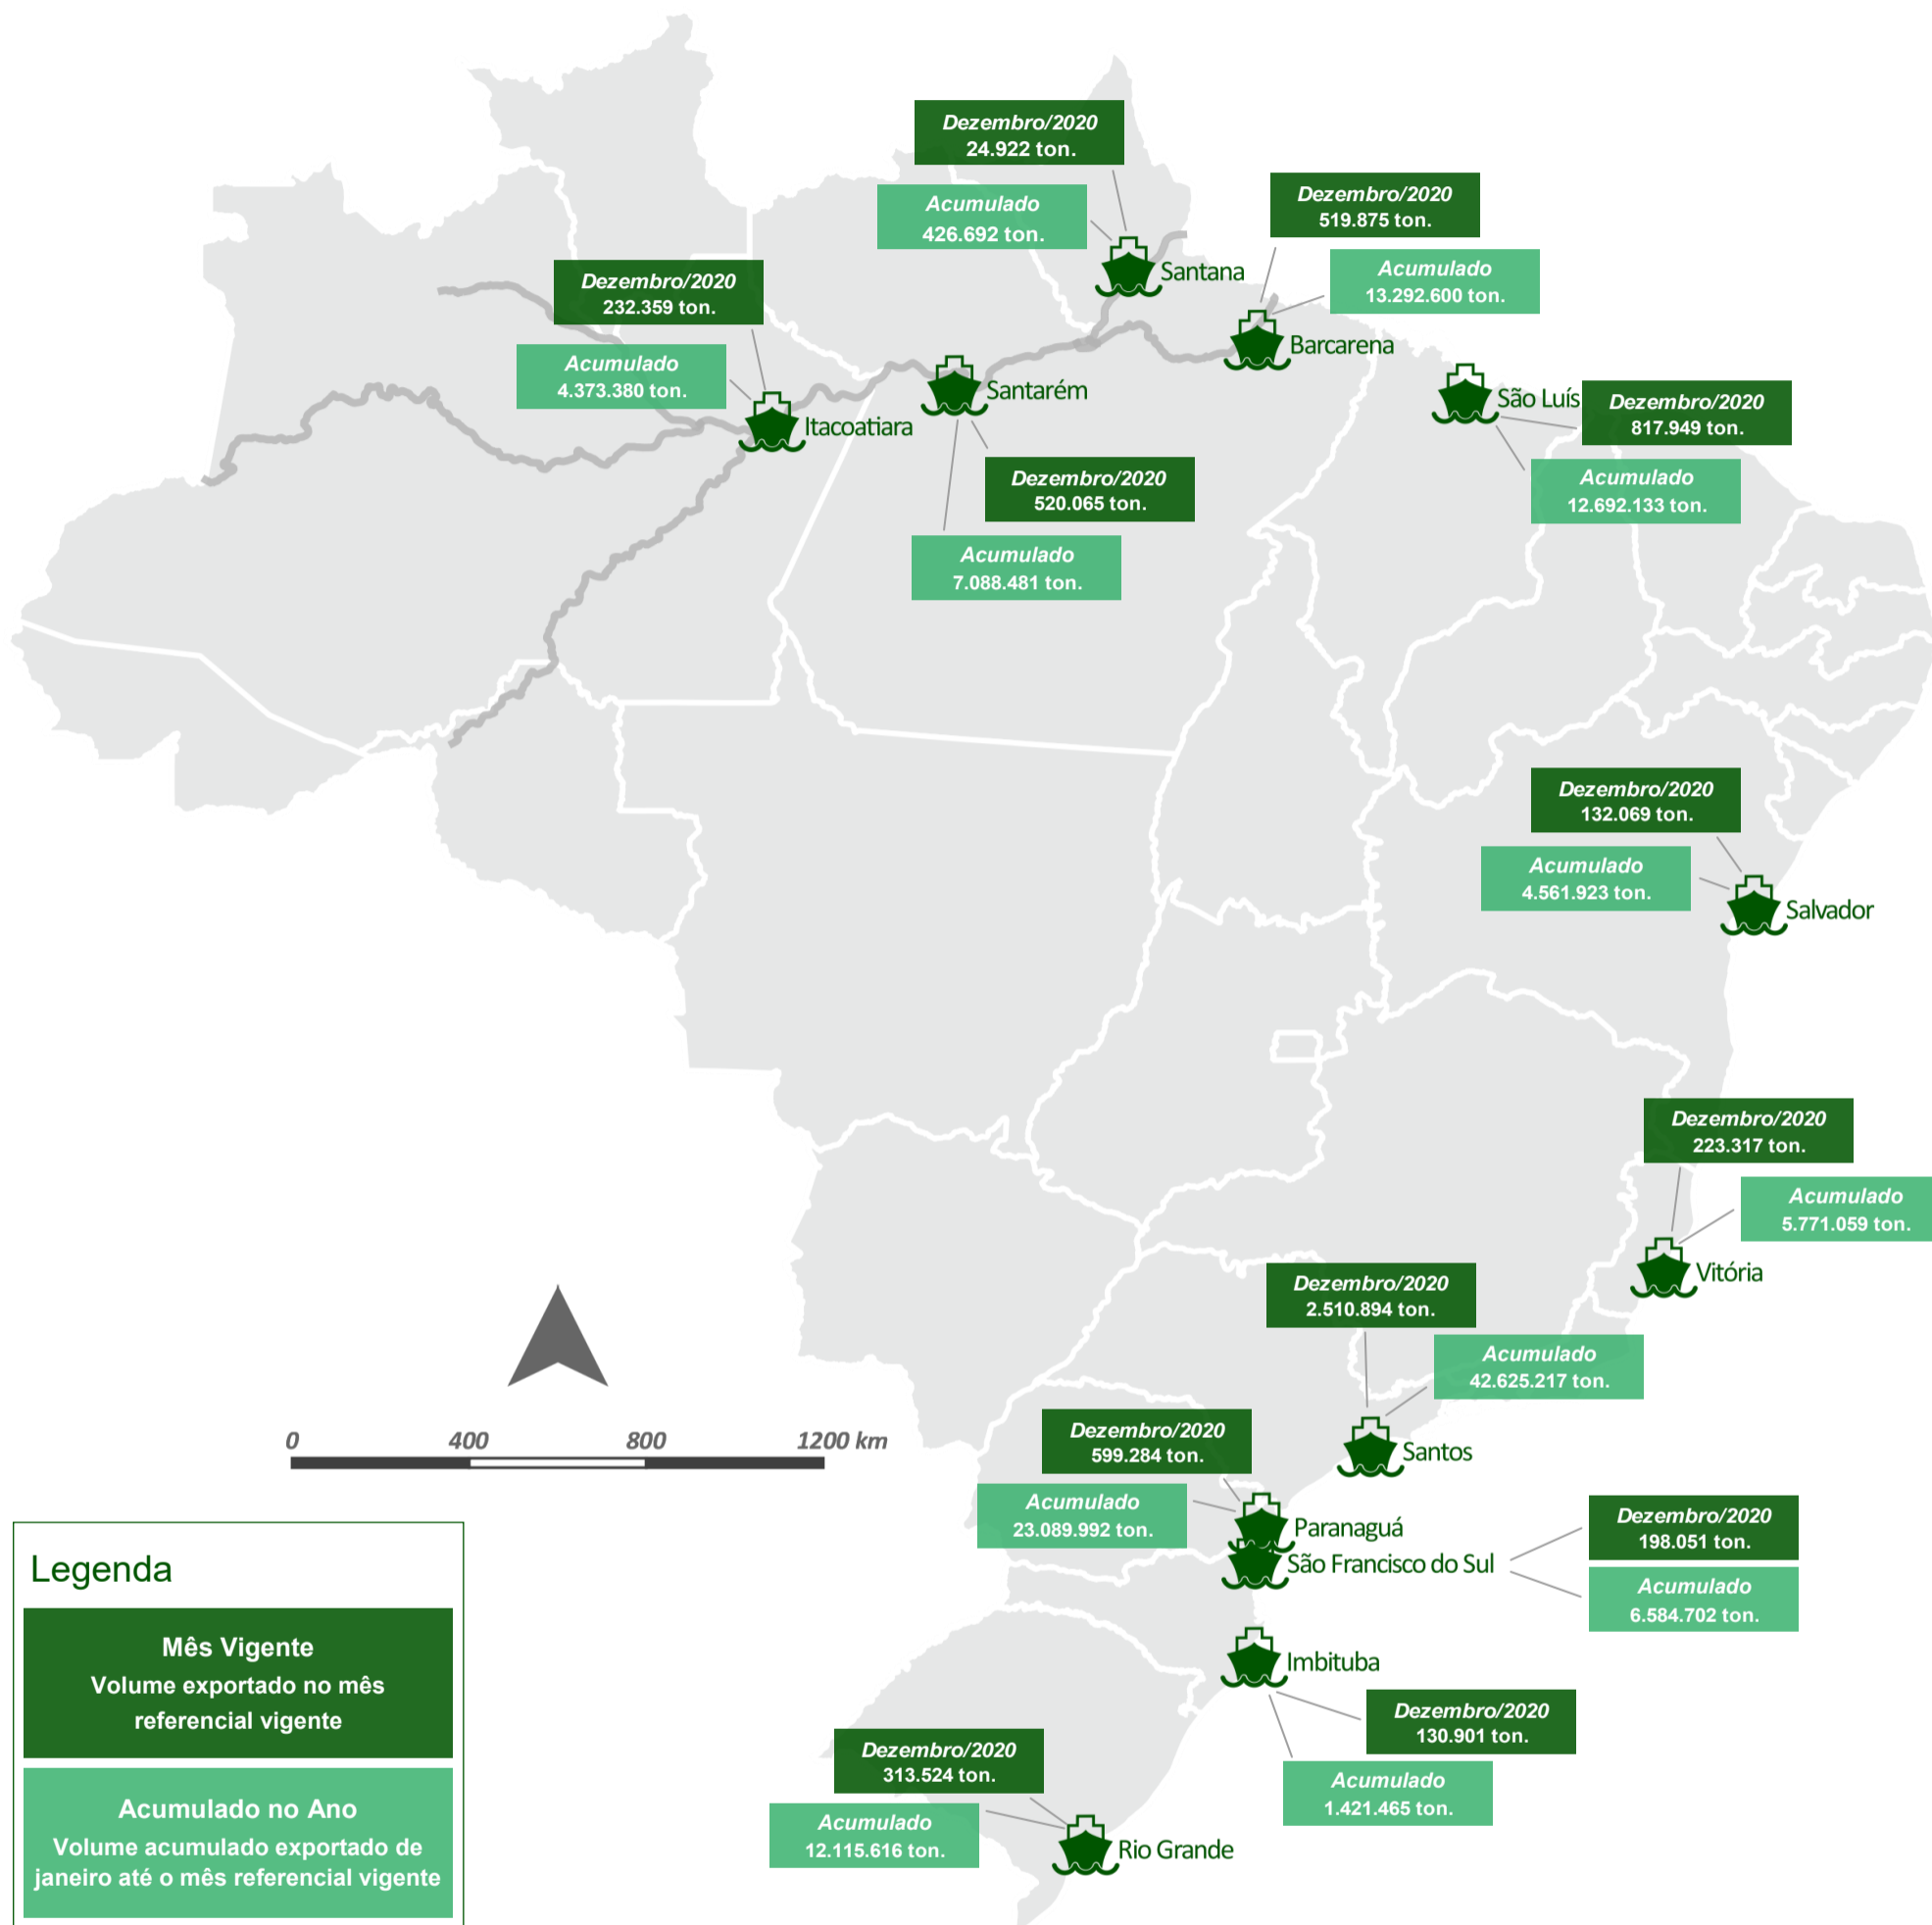 Dezembro/2020
24.922 ton.
Acumulado
426.692 ton.
Santana
Dezembro/2020
519.875 ton.
Acumulado
13.292.600 ton.
Barcarena
Dezembro/2020
232.359 ton.
Acumulado
4.373.380 ton.
Itacoatiara
Santarém
Dezembro/2020
520.065 ton.
Acumulado
7.088.481 ton.
São Luís
Dezembro/2020
817.949 ton.
Acumulado
12.692.133 ton.
Dezembro/2020
132.069 ton.
Acumulado
4.561.923 ton.
Salvador
Dezembro/2020
223.317 ton.
Acumulado
5.771.059 ton.
Vitória
Dezembro/2020
2.510.894 ton.
Acumulado
42.625.217 ton.
Santos
Dezembro/2020
599.284 ton.
Acumulado
23.089.992 ton.
Paranaguá
São Francisco do Sul
Dezembro/2020
198.051 ton.
Acumulado
6.584.702 ton.
Imbituba
Dezembro/2020
130.901 ton.
Acumulado
1.421.465 ton.
Dezembro/2020
313.524 ton.
Acumulado
12.115.616 ton.
Rio Grande
0 400 800 1200 km
Legenda
Mês Vigente
Volume exportado no mês
referencial vigente
Acumulado no Ano
Volume acumulado exportado de
janeiro até o mês referencial vigente